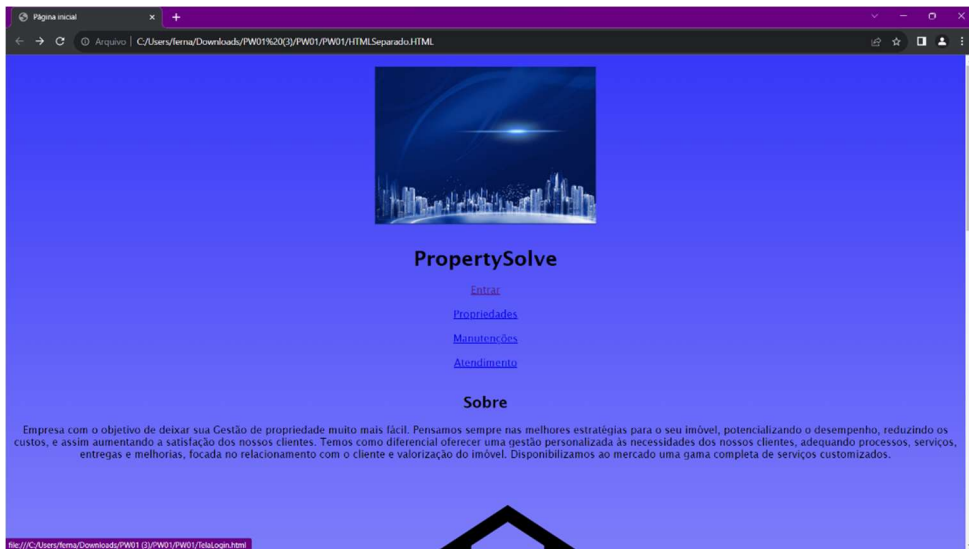 Página inicial
Arquivo C:/Users/ferna/Downloads/PW01%20(3)/PW01/PW01/HTMLSeparado.HTML
PropertySolve
Entrar
Propriedades
Manutenções
Atendimento
Sobre
Empresa com o objetivo de deixar sua Gestão de propriedade muito mais fácil. Pensamos sempre nas melhores estratégias para o seu imóvel, potencializando o desempenho, reduzindo os
custos, e assim aumentando a satisfação dos nossos clientes. Temos como diferencial oferecer uma gestão personalizada às necessidades dos nossos clientes, adequando processos, serviços,
entregas e melhorias, focada no relacionamento com o cliente e valorização do imóvel. Disponibilizamos ao mercado uma gama completa de serviços customizados.
file:///C:/Users/ferna/Downloads/PW01 (3)/PW01/PW01/TelaLogin.html